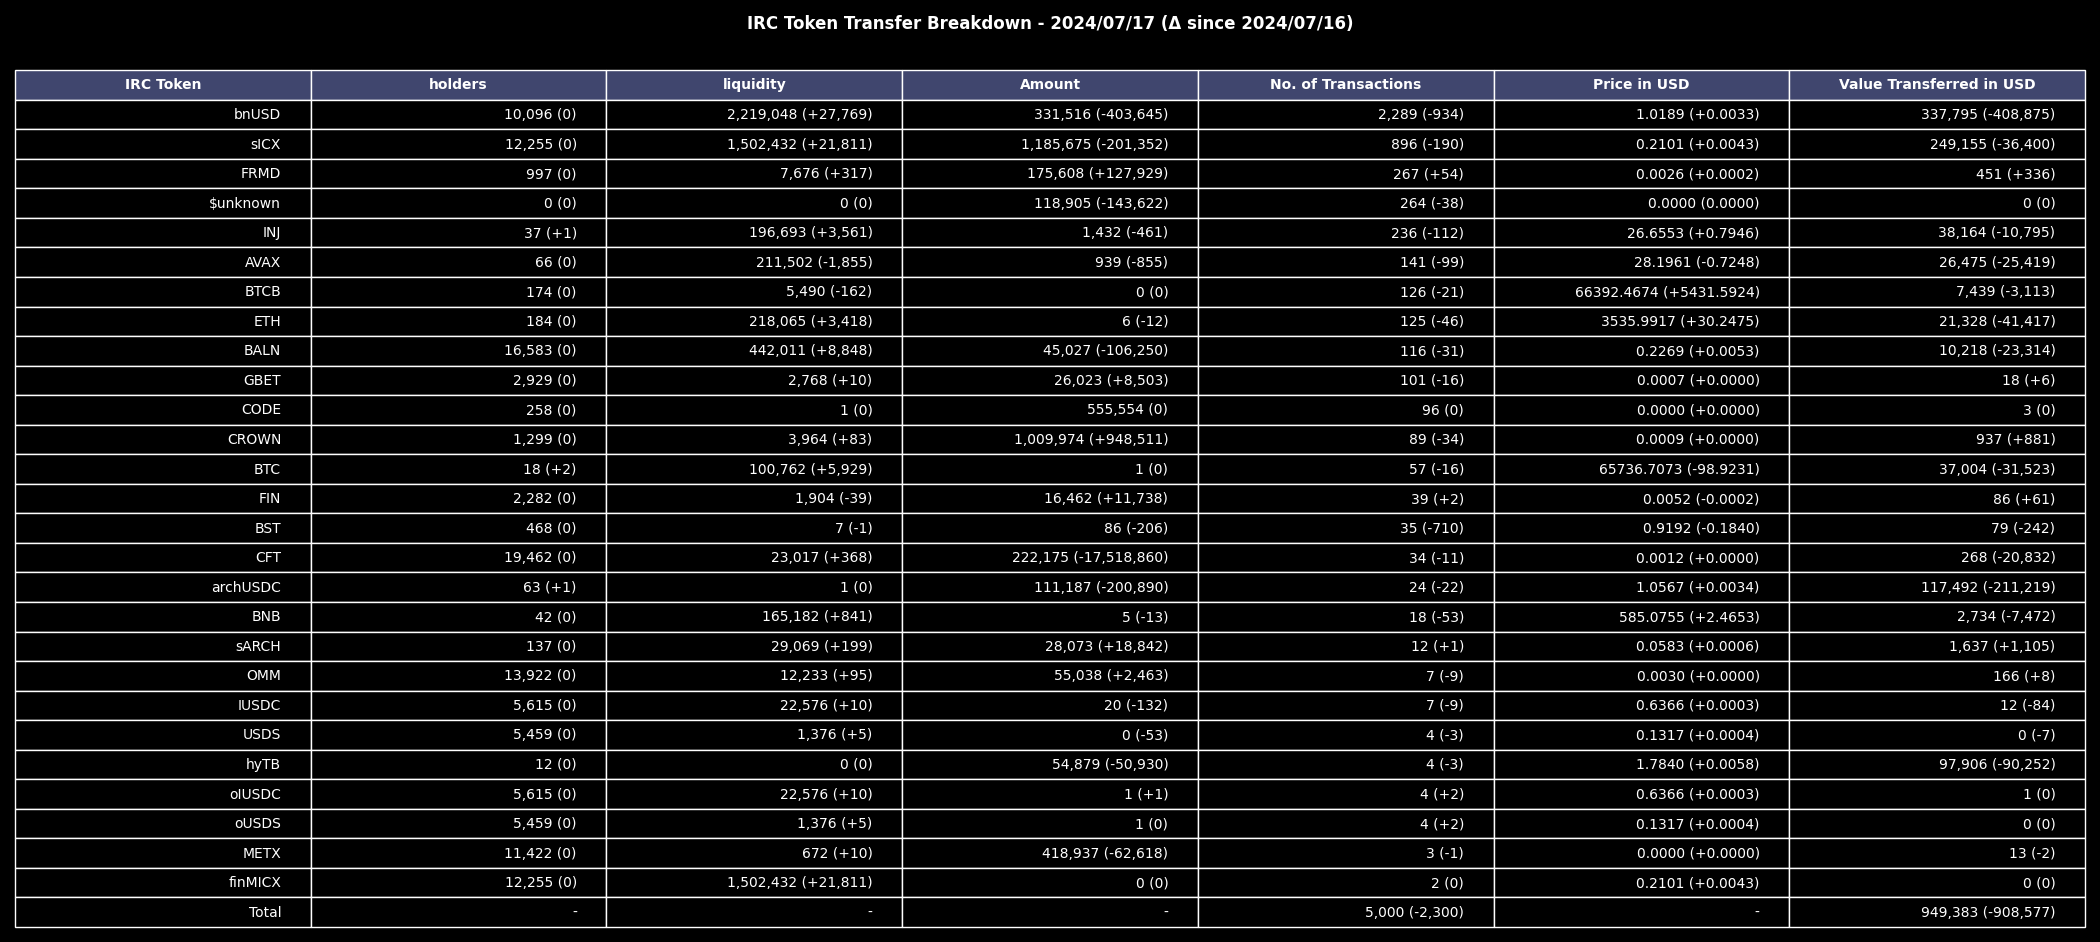 IRC Token Transfer Breakdown - 2024/07/17 (Δ since 2024/07/16)
IRC Token holders liquidity Amount No. of Transactions Price in USD Value Transferred in USD
bnUSD 10,096 (0) 2,219,048 (+27,769) 331,516 (-403,645) 2,289 (-934) 1.0189 (+0.0033) 337,795 (-408,875)
sICX 12,255 (0) 1,502,432 (+21,811) 1,185,675 (-201,352) 896 (-190) 0.2101 (+0.0043) 249,155 (-36,400)
FRMD 997 (0) 7,676 (+317) 175,608 (+127,929) 267 (+54) 0.0026 (+0.0002) 451 (+336)
$unknown 0 (0) 0 (0) 118,905 (-143,622) 264 (-38) 0.0000 (0.0000) 0 (0)
INJ 37 (+1) 196,693 (+3,561) 1,432 (-461) 236 (-112) 26.6553 (+0.7946) 38,164 (-10,795)
AVAX 66 (0) 211,502 (-1,855) 939 (-855) 141 (-99) 28.1961 (-0.7248) 26,475 (-25,419)
BTCB 174 (0) 5,490 (-162) 0 (0) 126 (-21) 66392.4674 (+5431.5924) 7,439 (-3,113)
ETH 184 (0) 218,065 (+3,418) 6 (-12) 125 (-46) 3535.9917 (+30.2475) 21,328 (-41,417)
BALN 16,583 (0) 442,011 (+8,848) 45,027 (-106,250) 116 (-31) 0.2269 (+0.0053) 10,218 (-23,314)
GBET 2,929 (0) 2,768 (+10) 26,023 (+8,503) 101 (-16) 0.0007 (+0.0000) 18 (+6)
CODE 258 (0) 1 (0) 555,554 (0) 96 (0) 0.0000 (+0.0000) 3 (0)
CROWN 1,299 (0) 3,964 (+83) 1,009,974 (+948,511) 89 (-34) 0.0009 (+0.0000) 937 (+881)
BTC 18 (+2) 100,762 (+5,929) 1 (0) 57 (-16) 65736.7073 (-98.9231) 37,004 (-31,523)
FIN 2,282 (0) 1,904 (-39) 16,462 (+11,738) 39 (+2) 0.0052 (-0.0002) 86 (+61)
BST 468 (0) 7 (-1) 86 (-206) 35 (-710) 0.9192 (-0.1840) 79 (-242)
CFT 19,462 (0) 23,017 (+368) 222,175 (-17,518,860) 34 (-11) 0.0012 (+0.0000) 268 (-20,832)
archUSDC 63 (+1) 1 (0) 111,187 (-200,890) 24 (-22) 1.0567 (+0.0034) 117,492 (-211,219)
BNB 42 (0) 165,182 (+841) 5 (-13) 18 (-53) 585.0755 (+2.4653) 2,734 (-7,472)
sARCH 137 (0) 29,069 (+199) 28,073 (+18,842) 12 (+1) 0.0583 (+0.0006) 1,637 (+1,105)
OMM 13,922 (0) 12,233 (+95) 55,038 (+2,463) 7 (-9) 0.0030 (+0.0000) 166 (+8)
IUSDC 5,615 (0) 22,576 (+10) 20 (-132) 7 (-9) 0.6366 (+0.0003) 12 (-84)
USDS 5,459 (0) 1,376 (+5) 0 (-53) 4 (-3) 0.1317 (+0.0004) 0 (-7)
hyTB 12 (0) 0 (0) 54,879 (-50,930) 4 (-3) 1.7840 (+0.0058) 97,906 (-90,252)
oIUSDC 5,615 (0) 22,576 (+10) 1 (+1) 4 (+2) 0.6366 (+0.0003) 1 (0)
oUSDS 5,459 (0) 1,376 (+5) 1 (0) 4 (+2) 0.1317 (+0.0004) 0 (0)
METX 11,422 (0) 672 (+10) 418,937 (-62,618) 3 (-1) 0.0000 (+0.0000) 13 (-2)
finMICX 12,255 (0) 1,502,432 (+21,811) 0 (0) 2 (0) 0.2101 (+0.0043) 0 (0)
Total - - - 5,000 (-2,300) - 949,383 (-908,577)